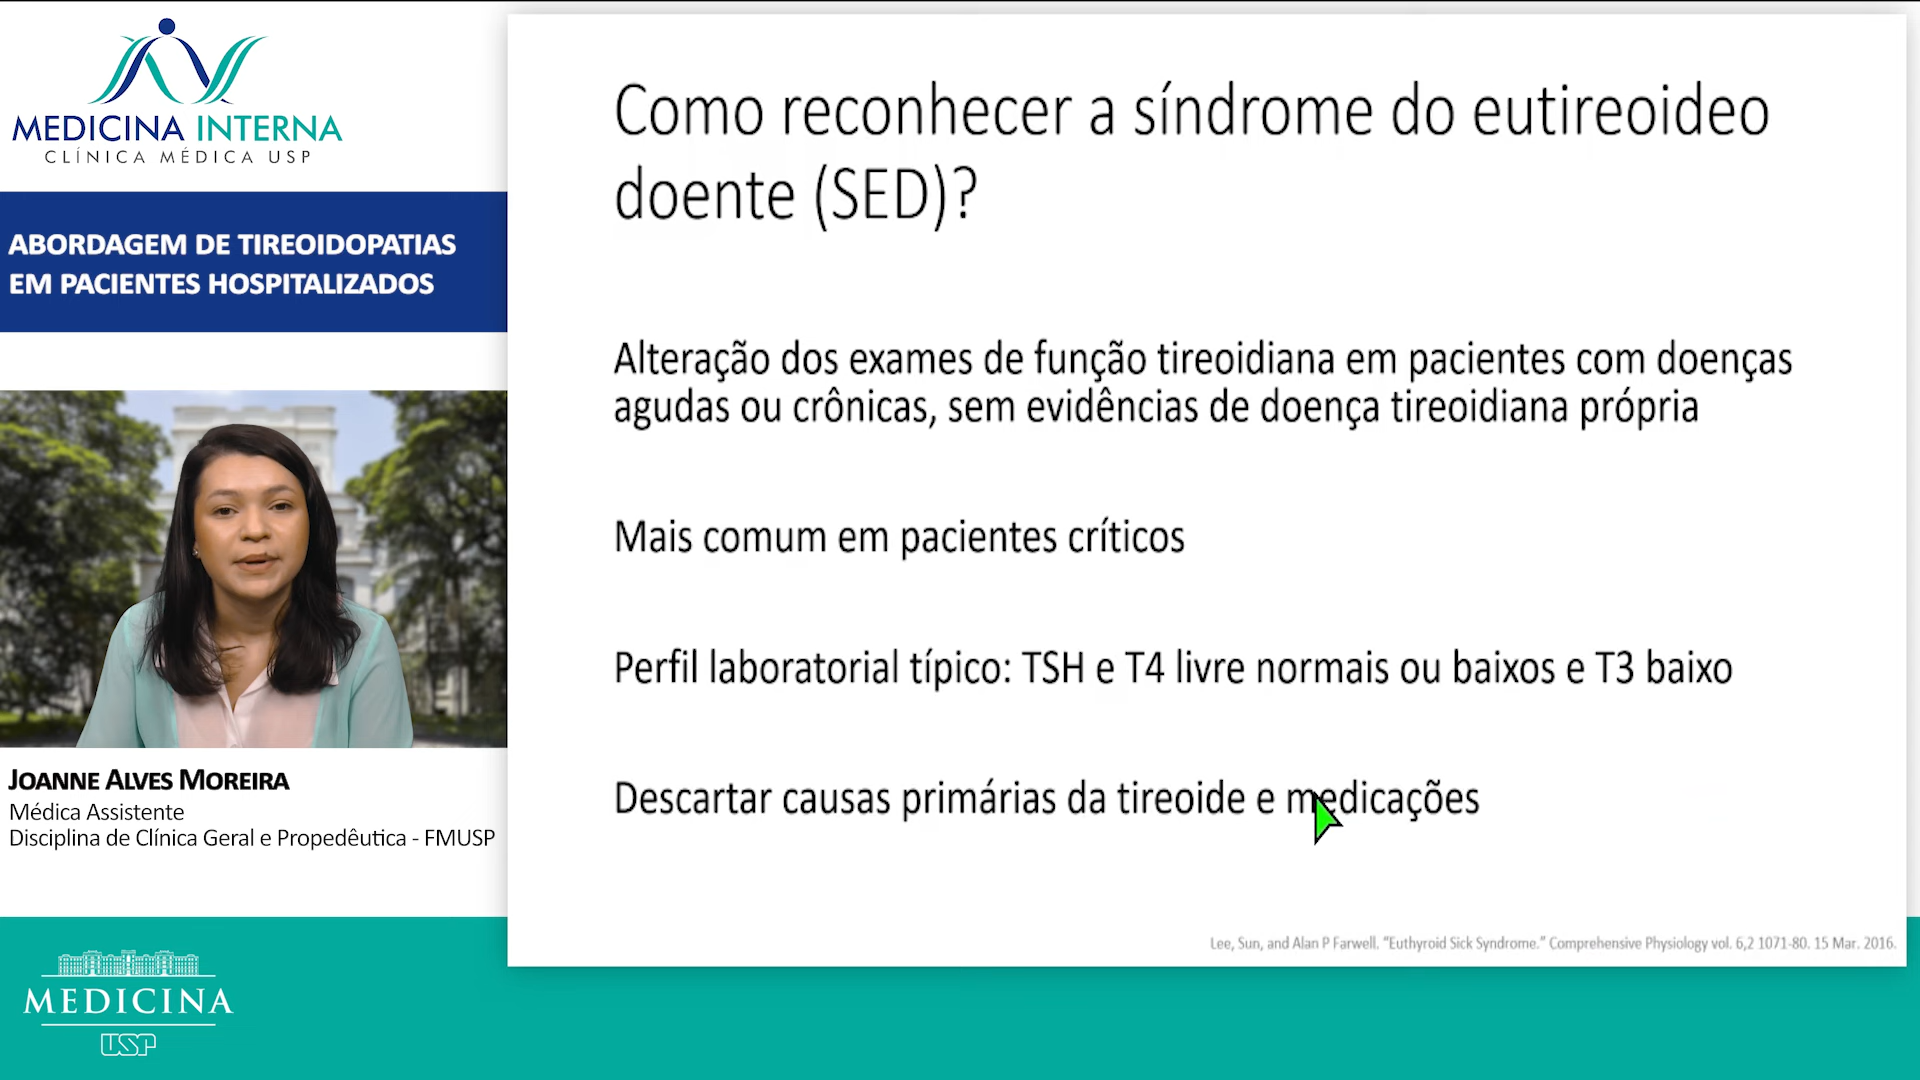 MEDICINA INTERNA
CLÍNICA MÉDICA USP
ABORDAGEM DE TIREOIDOPATIAS
EM PACIENTES HOSPITALIZADOS
JOANNE ALVES MOREIRA
Médica Assistente
Disciplina de Clínica Geral e Propedêutica - FMUSP
MEDICINA
USP
Como reconhecer a síndrome do eutireoideo
doente (SED)?
Alteração dos exames de função tireoidiana em pacientes com doenças
agudas ou crônicas, sem evidências de doença tireoidiana própria
Mais comum em pacientes críticos
Perfil laboratorial típico: TSH e T4 livre normais ou baixos e T3 baixo
Descartar causas primárias da tireoide e medicações
Lee, Sun, and Alan P Farwell. “Euthyroid Sick Syndrome.” Comprehensive Physiology vol. 6,2 1071-80. 15 Mar. 2016.